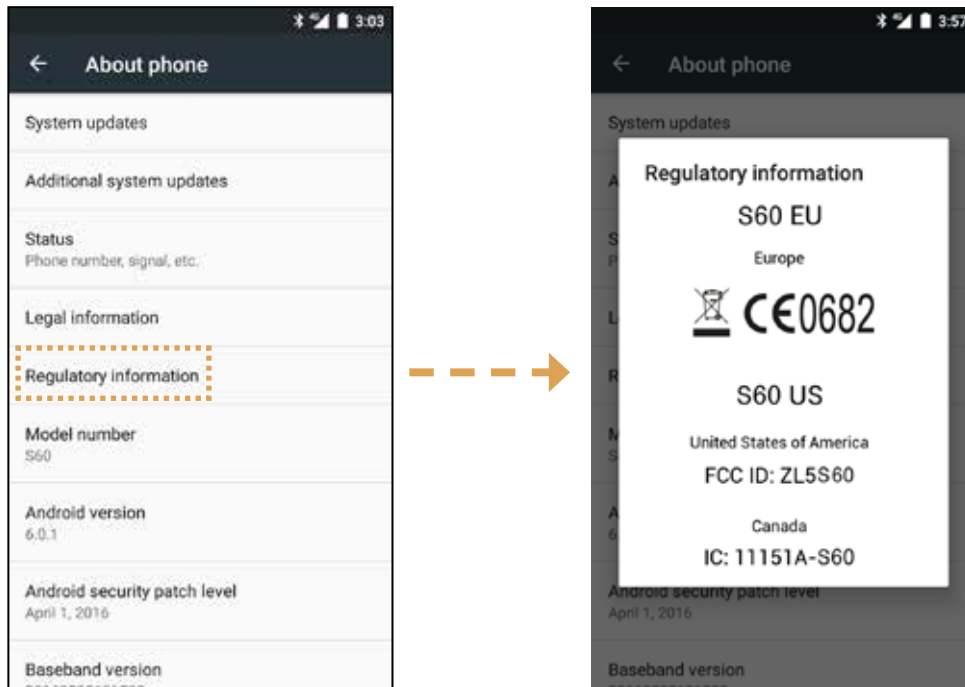 3:03
About phone
System updates
Additional system updates
Status
Phone number, signal, etc.
Legal information
Regulatory information
Model number
S60
Android version
6.0.1
Android security patch level
April 1, 2016
Baseband version
3:57
About phone
System updates
Regulatory information
S60 EU
Europe
CE0682
S60 US
United States of America
FCC ID: ZL5S60
Canada
IC: 11151A-S60
Android security patch level
April 1, 2016
Baseband version